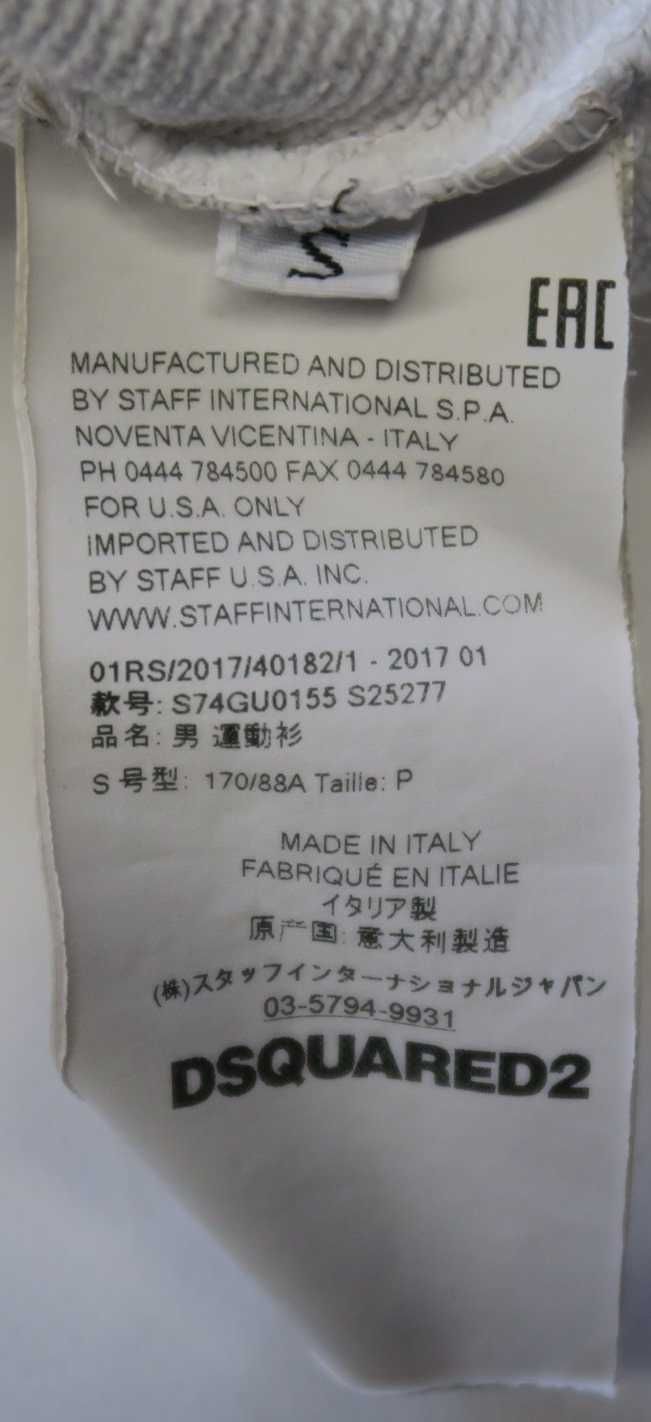 S
EAC
MANUFACTURED AND DISTRIBUTED
BY STAFF INTERNATIONAL S.P.A.
NOVENTA VICENTINA - ITALY
PH 0444 784500 FAX 0444 784580
FOR U.S.A. ONLY
IMPORTED AND DISTRIBUTED
BY STAFF U.S.A. INC.
WWW.STAFFINTERNATIONAL.COM
01RS/2017/40182/1 - 2017 01
款号: S74GU0155 S25277
品名: 男 運動衫
S 号型: 170/88A Taille: P
MADE IN ITALY
FABRIQUÉ EN ITALIE
イタリア製
原产国: 意大利製造
(株)スタッフインターナショナルジャパン
03-5794-9931
DSQUARED2